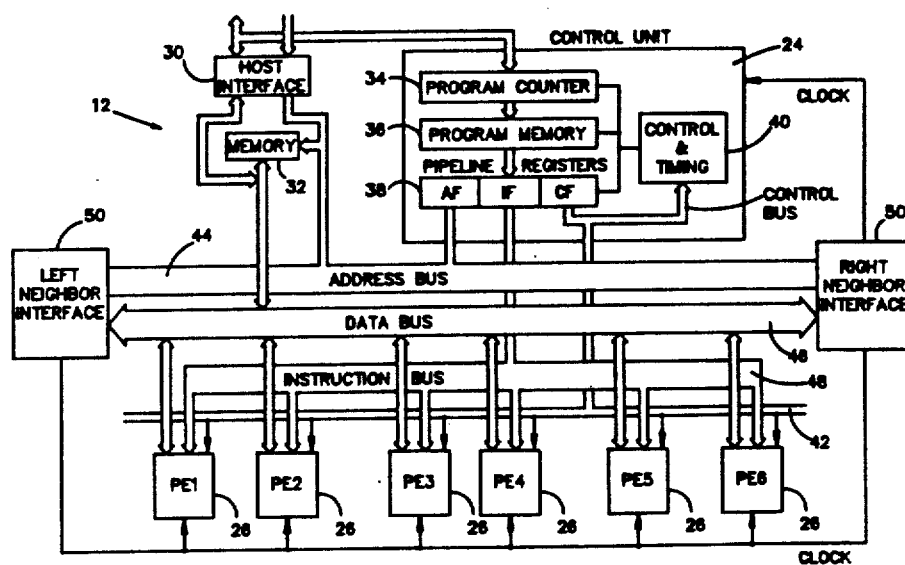 CONTROL UNIT
24
30
HOST
INTERFACE
34
PROGRAM COUNTER
CLOCK
12
36
PROGRAM MEMORY
CONTROL
&
TIMING
40
MEMORY
32
PIPELINE REGISTERS
38
AF
IF
CF
CONTROL
BUS
50
44
50
LEFT
NEIGHBOR
INTERFACE
ADDRESS BUS
RIGHT
NEIGHBOR
INTERFACE
DATA BUS
46
INSTRUCTION BUS
48
42
PE1
PE2
PE3
PE4
PE5
PE6
26
26
26
26
26
26
CLOCK